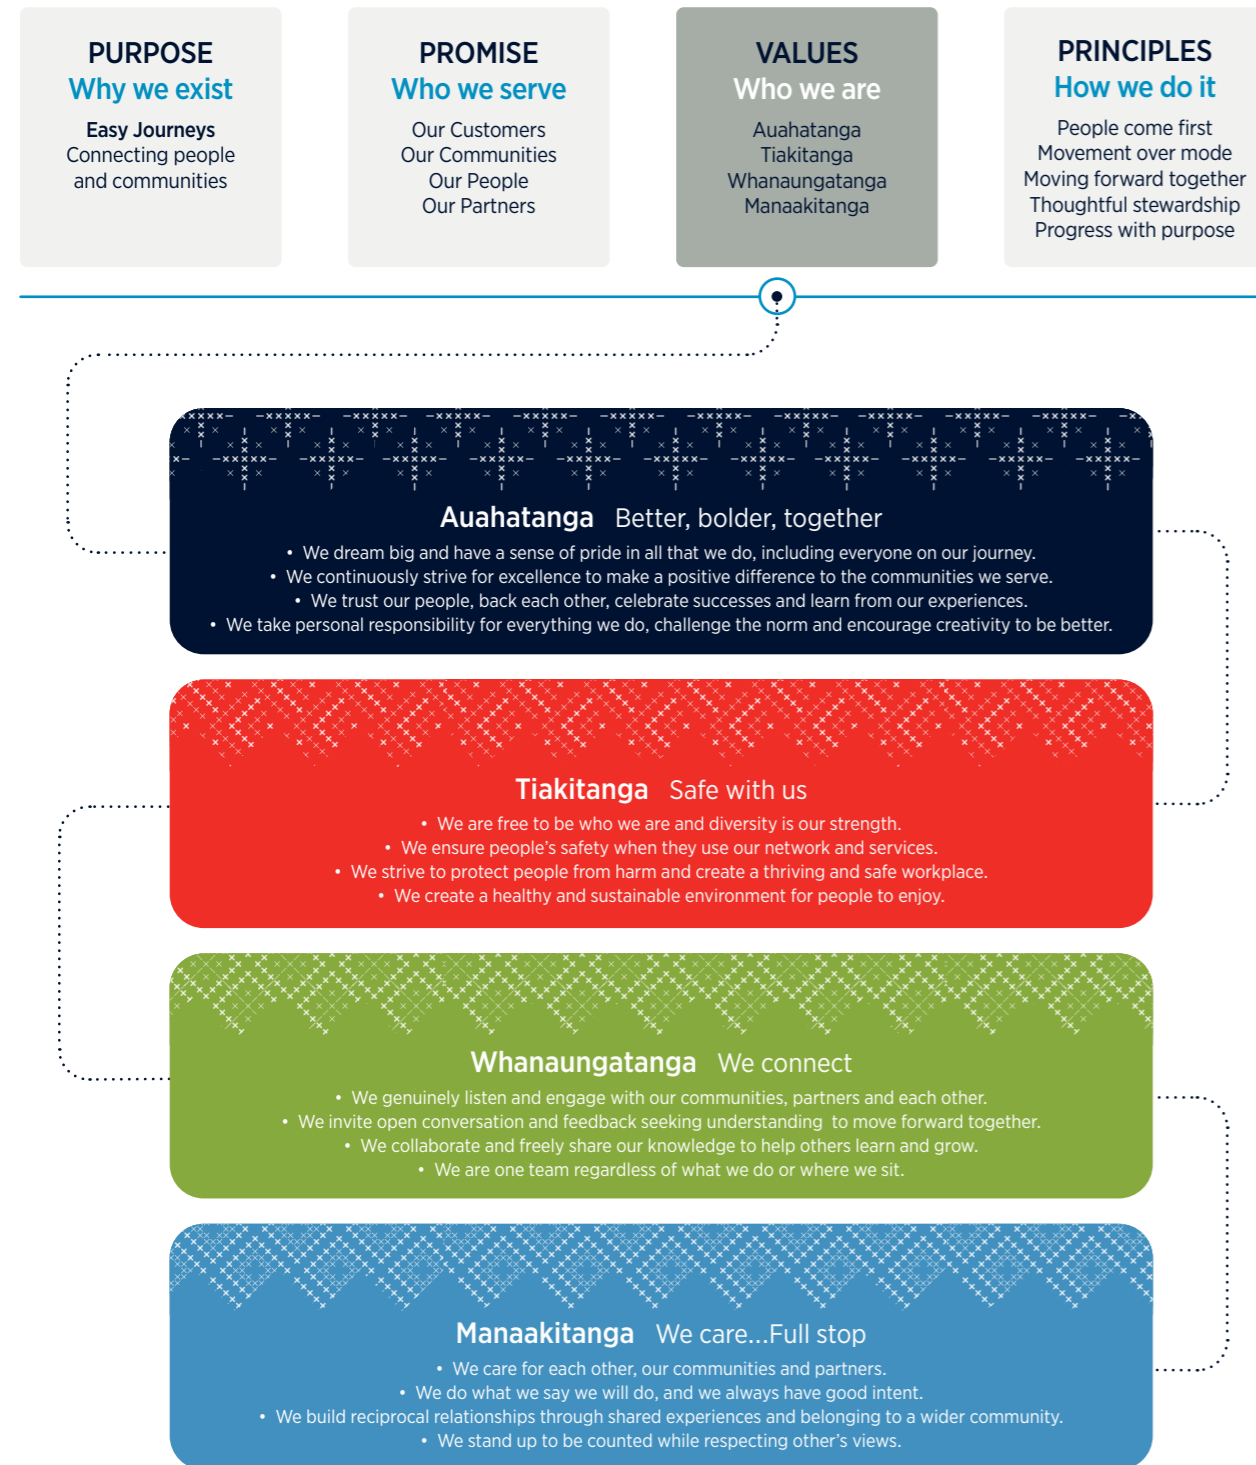 PURPOSE
Why we exist
Easy Journeys
Connecting people
and communities
PROMISE
Who we serve
Our Customers
Our Communities
Our People
Our Partners
VALUES
Who we are
Auahatanga
Tiakitanga
Whanaungatanga
Manaakitanga
PRINCIPLES
How we do it
People come first
Movement over mode
Moving forward together
Thoughtful stewardship
Progress with purpose
Auahatanga Better, bolder, together
• We dream big and have a sense of pride in all that we do, including everyone on our journey.
• We continuously strive for excellence to make a positive difference to the communities we serve.
• We trust our people, back each other, celebrate successes and learn from our experiences.
• We take personal responsibility for everything we do, challenge the norm and encourage creativity to be better.
Tiakitanga Safe with us
• We are free to be who we are and diversity is our strength.
• We ensure people’s safety when they use our network and services.
• We strive to protect people from harm and create a thriving and safe workplace.
• We create a healthy and sustainable environment for people to enjoy.
Whanaungatanga We connect
• We genuinely listen and engage with our communities, partners and each other.
• We invite open conversation and feedback seeking understanding to move forward together.
• We collaborate and freely share our knowledge to help others learn and grow.
• We are one team regardless of what we do or where we sit.
Manaakitanga We care...Full stop
• We care for each other, our communities and partners.
• We do what we say we will do, and we always have good intent.
• We build reciprocal relationships through shared experiences and belonging to a wider community.
• We stand up to be counted while respecting other’s views.